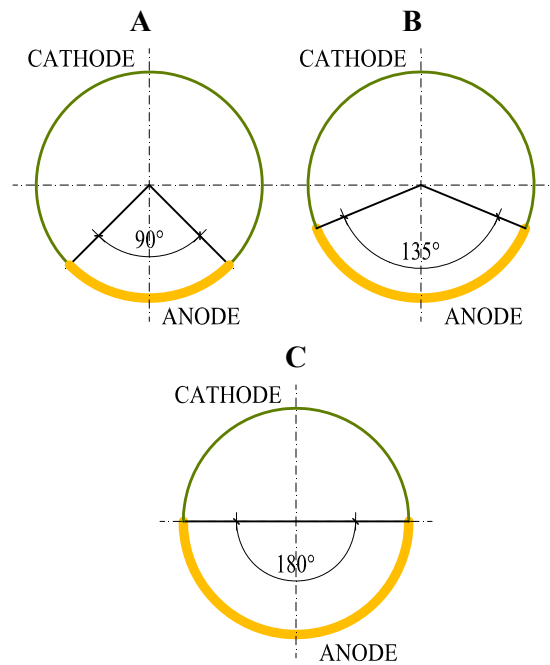 A
CATHODE
90°
ANODE
B
CATHODE
135°
ANODE
C
CATHODE
180°
ANODE